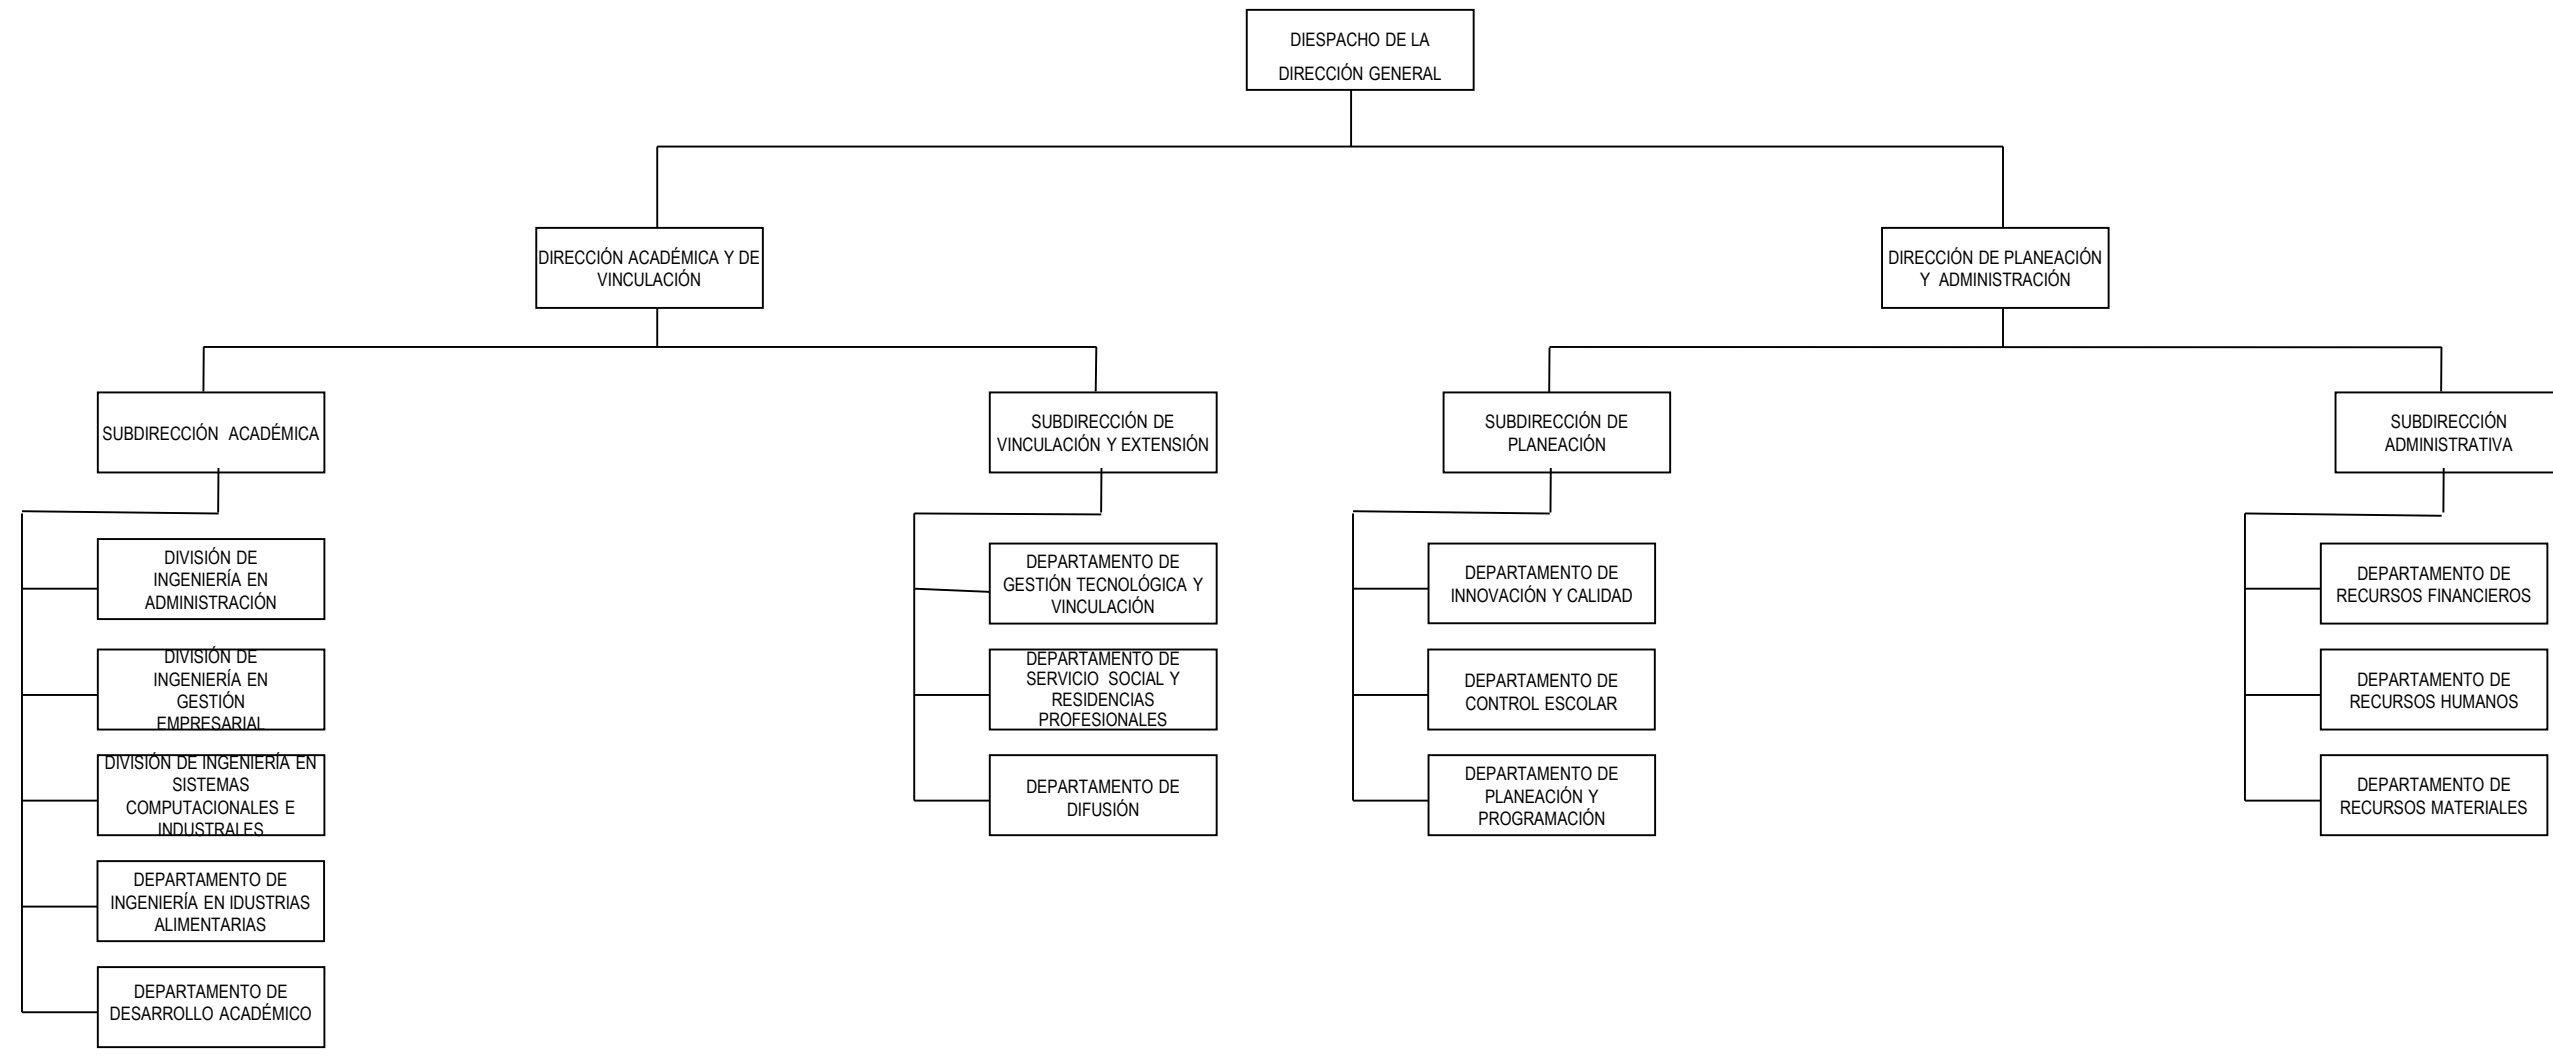 DIESPACHO DE LA
DIRECCIÓN GENERAL
DIRECCIÓN ACADÉMICA Y DE
VINCULACIÓN
DIRECCIÓN DE PLANEACIÓN
Y ADMINISTRACIÓN
SUBDIRECCIÓN ACADÉMICA
SUBDIRECCIÓN DE
VINCULACIÓN Y EXTENSIÓN
SUBDIRECCIÓN DE
PLANEACIÓN
SUBDIRECCIÓN
ADMINISTRATIVA
DIVISIÓN DE
INGENIERÍA EN
ADMINISTRACIÓN
DIVISIÓN DE
INGENIERÍA EN
GESTIÓN
EMPRESARIAL
DIVISIÓN DE INGENIERÍA EN
SISTEMAS
COMPUTACIONALES E
INDUSTRALES
DEPARTAMENTO DE
INGENIERÍA EN IDUSTRIAS
ALIMENTARIAS
DEPARTAMENTO DE
DESARROLLO ACADÉMICO
DEPARTAMENTO DE
GESTIÓN TECNOLÓGICA Y
VINCULACIÓN
DEPARTAMENTO DE
SERVICIO SOCIAL Y
RESIDENCIAS
PROFESIONALES
DEPARTAMENTO DE
DIFUSIÓN
DEPARTAMENTO DE
INNOVACIÓN Y CALIDAD
DEPARTAMENTO DE
CONTROL ESCOLAR
DEPARTAMENTO DE
PLANEACIÓN Y
PROGRAMACIÓN
DEPARTAMENTO DE
RECURSOS FINANCIEROS
DEPARTAMENTO DE
RECURSOS HUMANOS
DEPARTAMENTO DE
RECURSOS MATERIALES